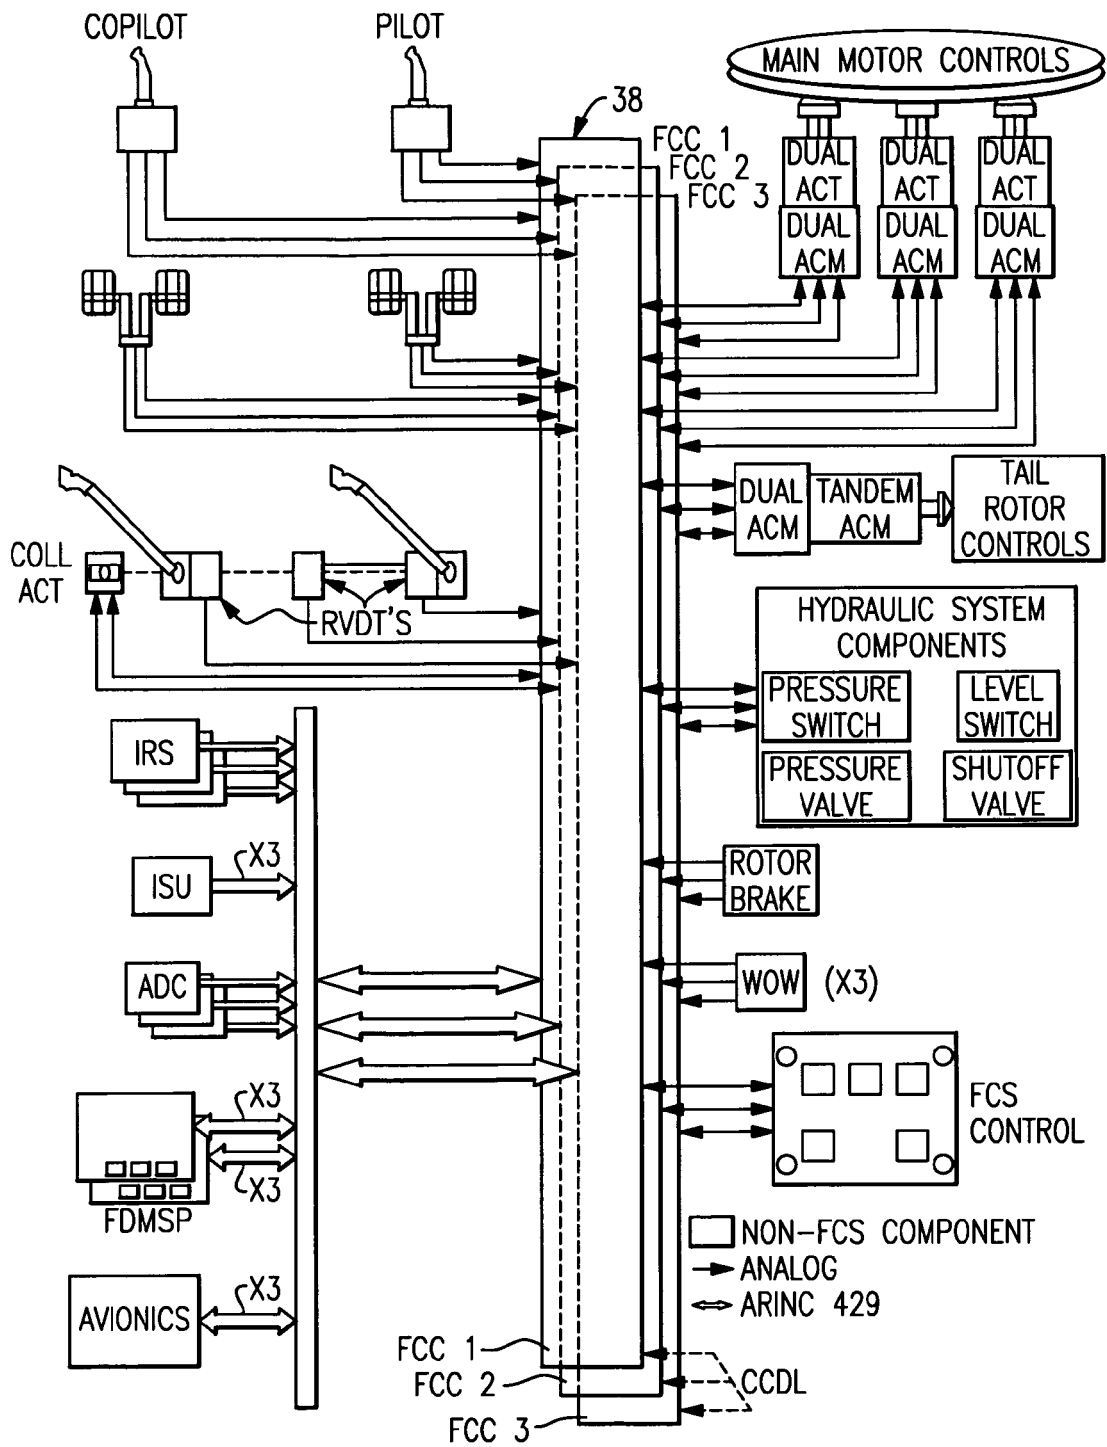 COPILOT
PILOT
MAIN MOTOR CONTROLS
38
FCC 1
FCC 2
FCC 3
DUAL
ACT
DUAL
ACM
DUAL
ACT
DUAL
ACM
DUAL
ACT
DUAL
ACM
DUAL
ACM
TANDEM
ACM
TAIL
ROTOR
CONTROLS
COLL
ACT
RVDT'S
HYDRAULIC SYSTEM
COMPONENTS
PRESSURE
SWITCH
LEVEL
SWITCH
PRESSURE
VALVE
SHUTOFF
VALVE
IRS
ISU
X3
ROTOR
BRAKE
ADC
WOW
(X3)
X3
X3
FDMSP
FCS
CONTROL
AVIONICS
X3
NON-FCS COMPONENT
ANALOG
ARINC 429
FCC 1
FCC 2
FCC 3
CCDL